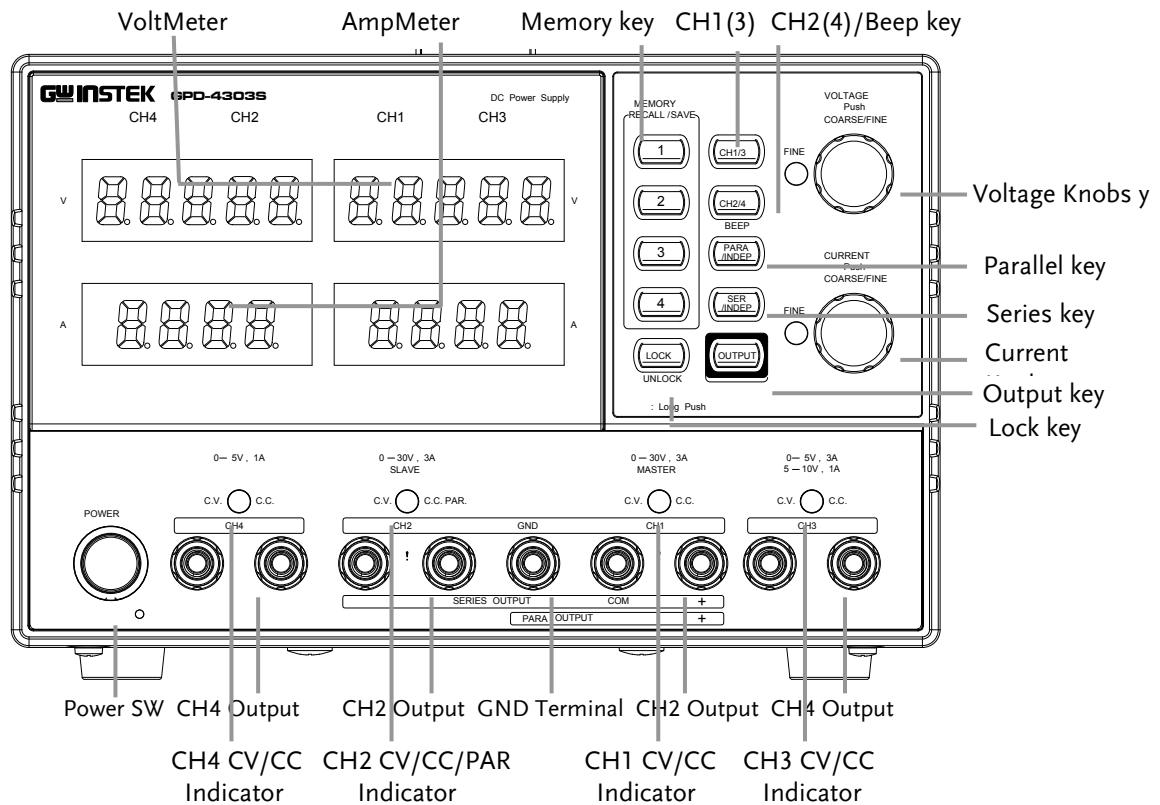 VoltMeter AmpMeter Memory key CH1(3) CH2(4)/Beep key
GW INSTEK GPD-4303S DC Power Supply
CH4 CH2 CH1 CH3
V V
A A
MEMORY
RECALL /SAVE
1
2
3
4
LOCK
UNLOCK
: Long Push
CH1/3
CH2/4
BEEP
PARA
/INDEP
SER
/INDEP
OUTPUT
VOLTAGE
Push
COARSE/FINE
FINE
CURRENT
Push
COARSE/FINE
FINE
Voltage Knobs y
Parallel key
Series key
Current
Output key
Lock key
0— 5V , 1A
0 —30V , 3A
SLAVE
0 —30V , 3A
MASTER
0— 5V , 3A
5 —10V , 1A
C.V. C.C.
C.V. C.C. PAR.
C.V. C.C.
C.V. C.C.
POWER
CH4 CH2 GND CH1 CH3
!
SERIES OUTPUT COM +
PARA OUTPUT +
Power SW CH4 Output CH2 Output GND Terminal CH2 Output CH4 Output
CH4 CV/CC
Indicator
CH2 CV/CC/PAR
Indicator
CH1 CV/CC
Indicator
CH3 CV/CC
Indicator